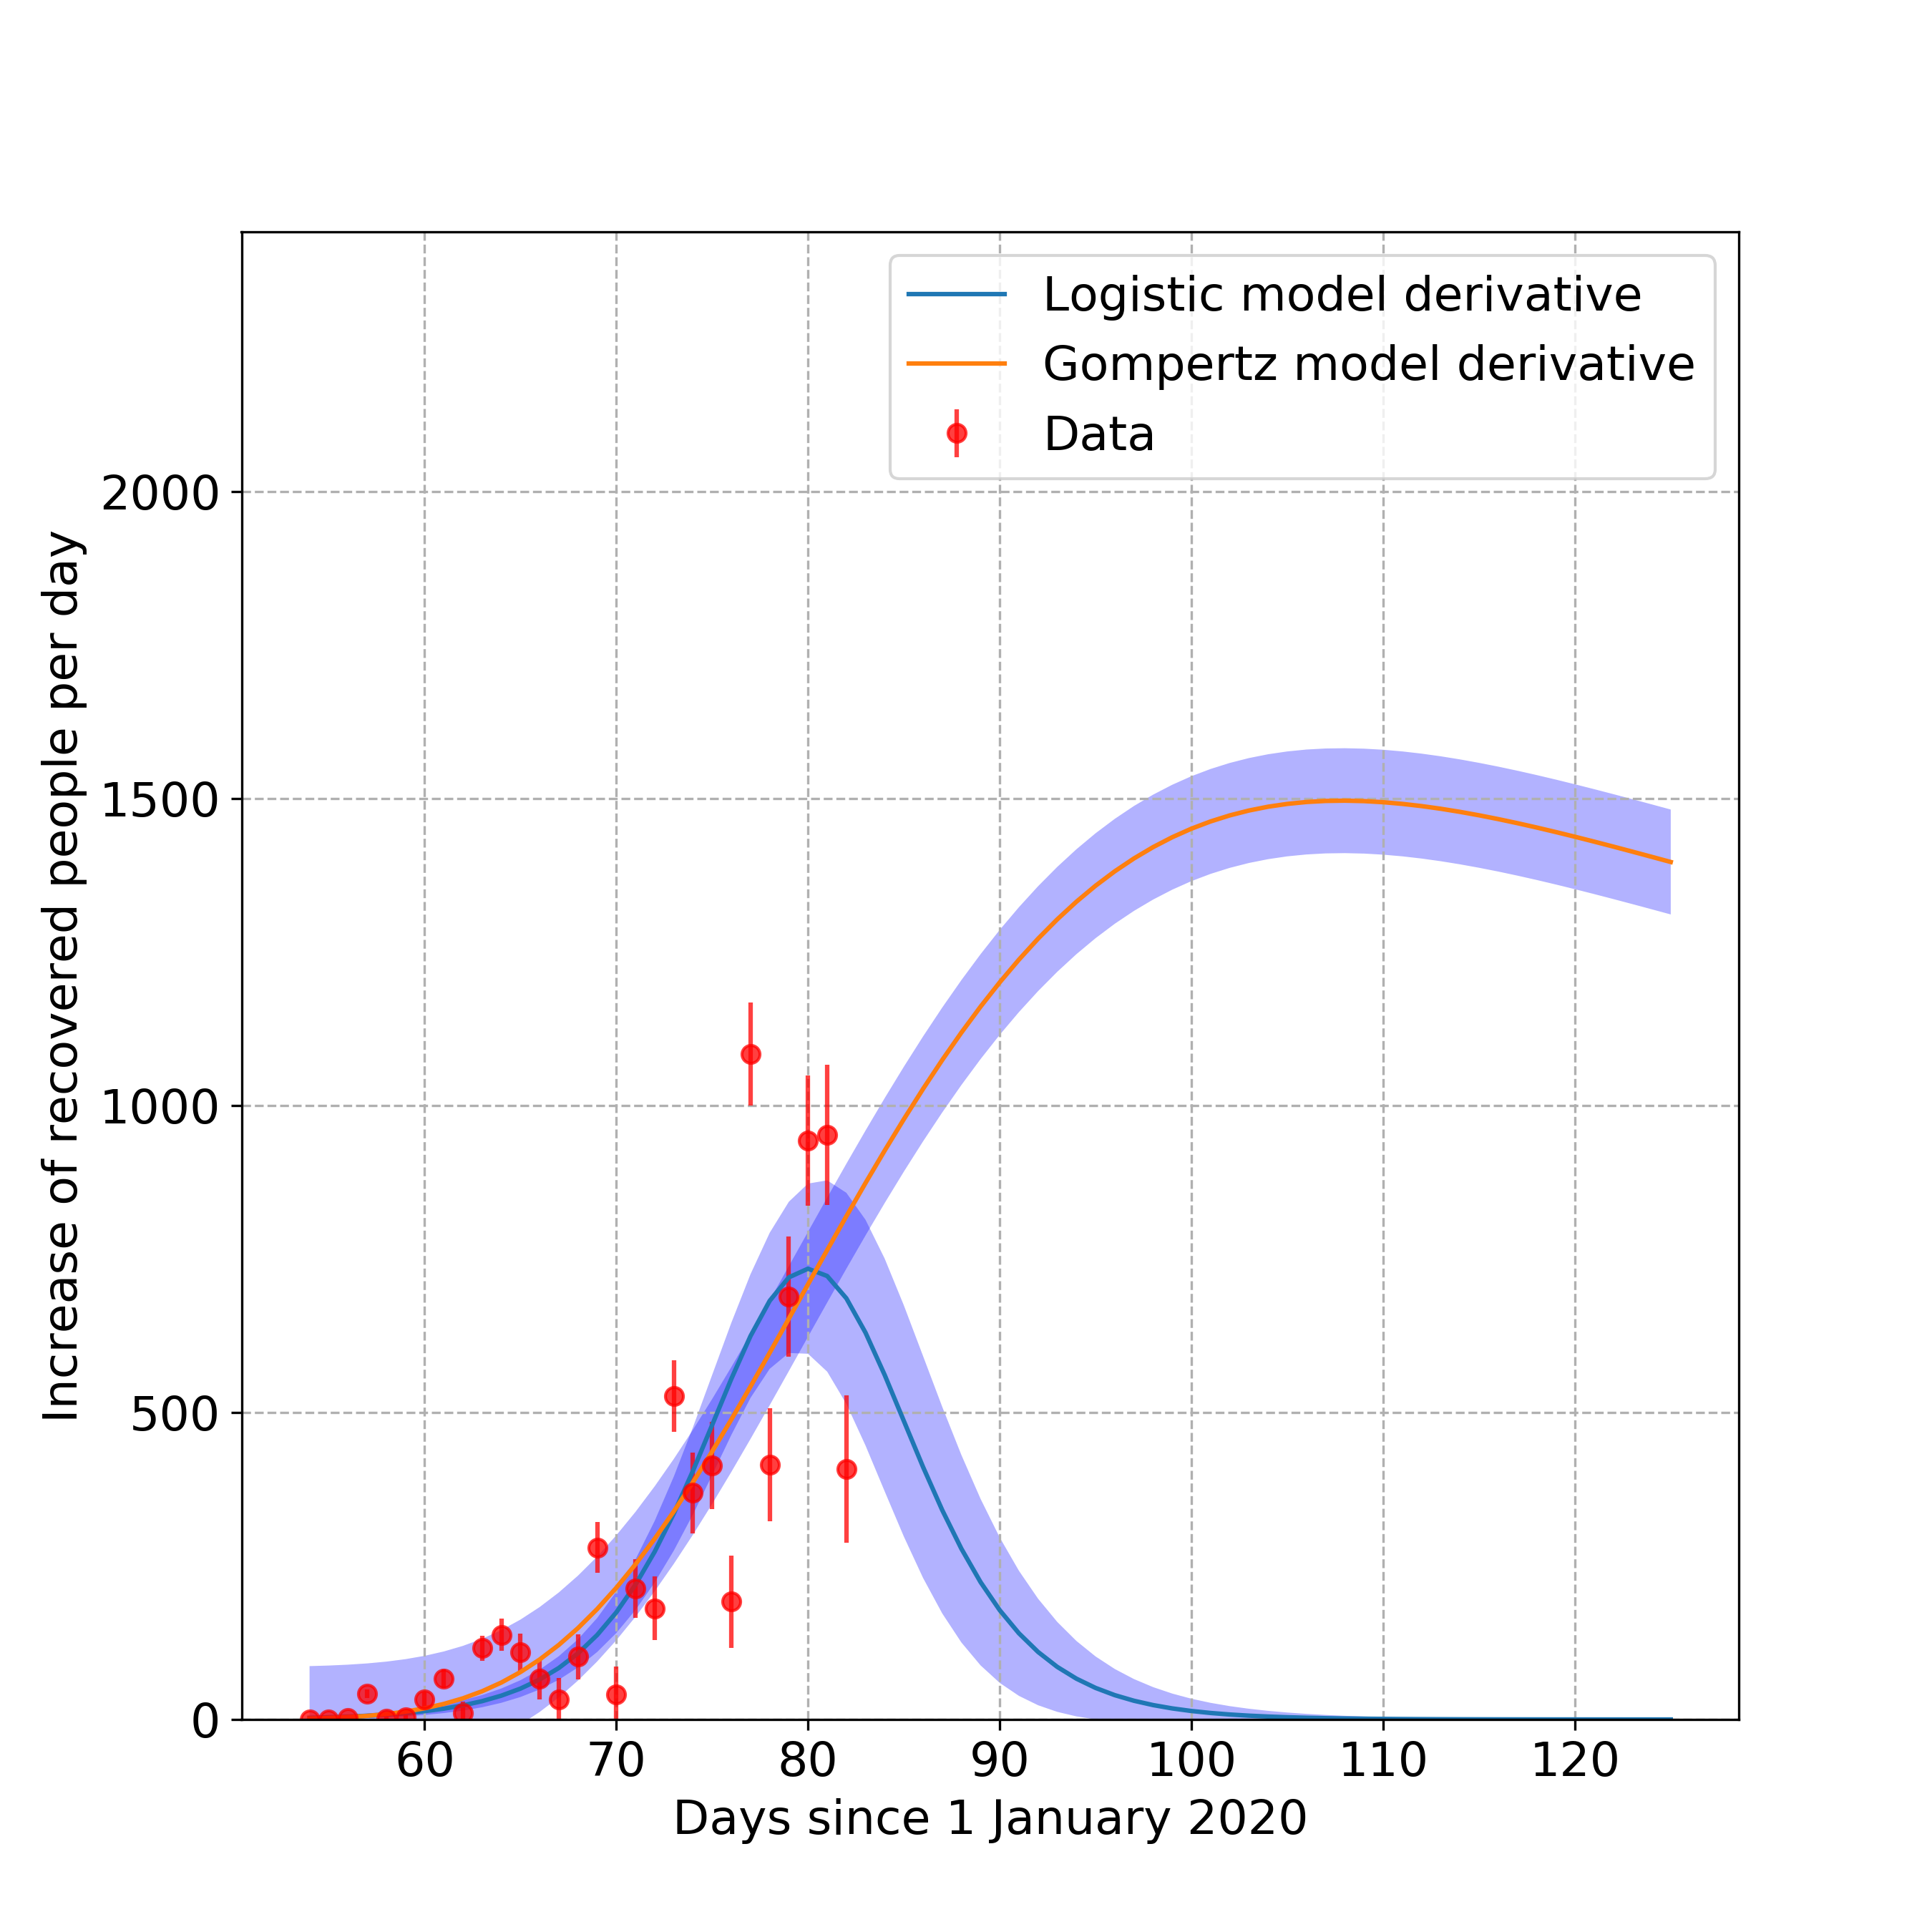 Logistic model derivative
Gompertz model derivative
Data
Increase of recovered people per day
2000
1500
1000
500
0
60 70 80 90 100 110 120
Days since 1 January 2020